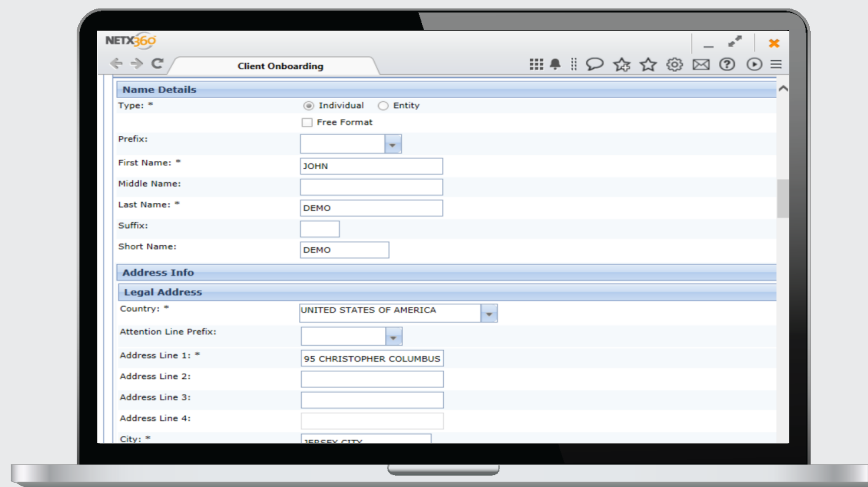 NETX360
Client Onboarding
Name Details
Type: * Individual Entity
Free Format
Prefix:
First Name: * JOHN
Middle Name:
Last Name: * DEMO
Suffix:
Short Name: DEMO
Address Info
Legal Address
Country: * UNITED STATES OF AMERICA
Attention Line Prefix:
Address Line 1: * 95 CHRISTOPHER COLUMBUS
Address Line 2:
Address Line 3:
Address Line 4:
City: * JERSEY CITY